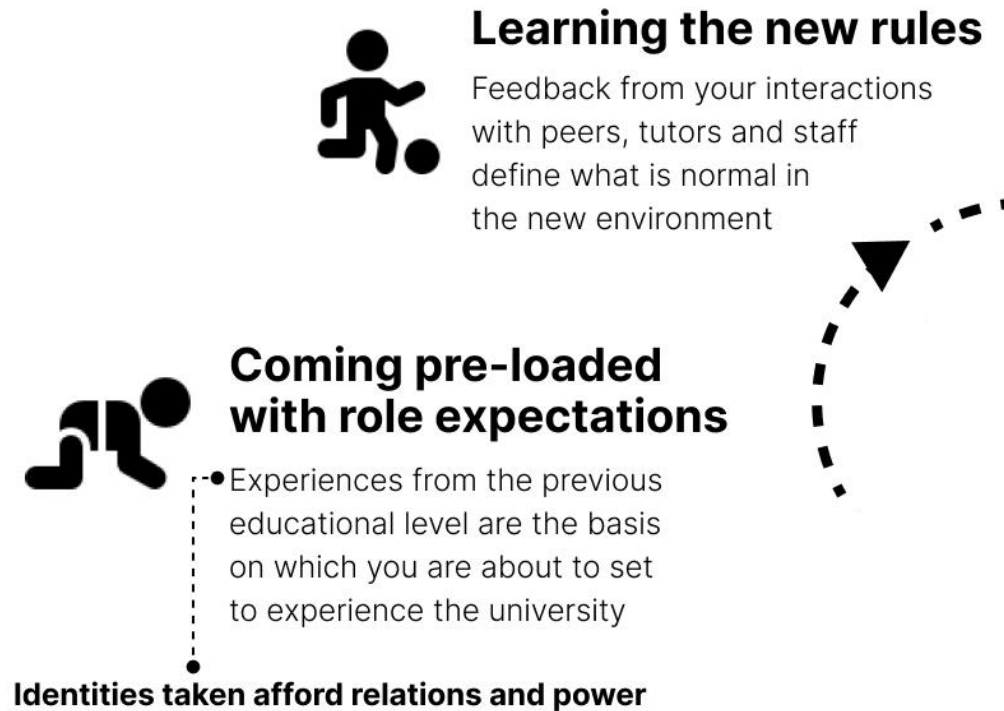 Learning the new rules
Feedback from your interactions
with peers, tutors and staff
define what is normal in
the new environment
Coming pre-loaded
with role expectations
Experiences from the previous
educational level are the basis
on which you are about to set
to experience the university
Identities taken afford relations and power